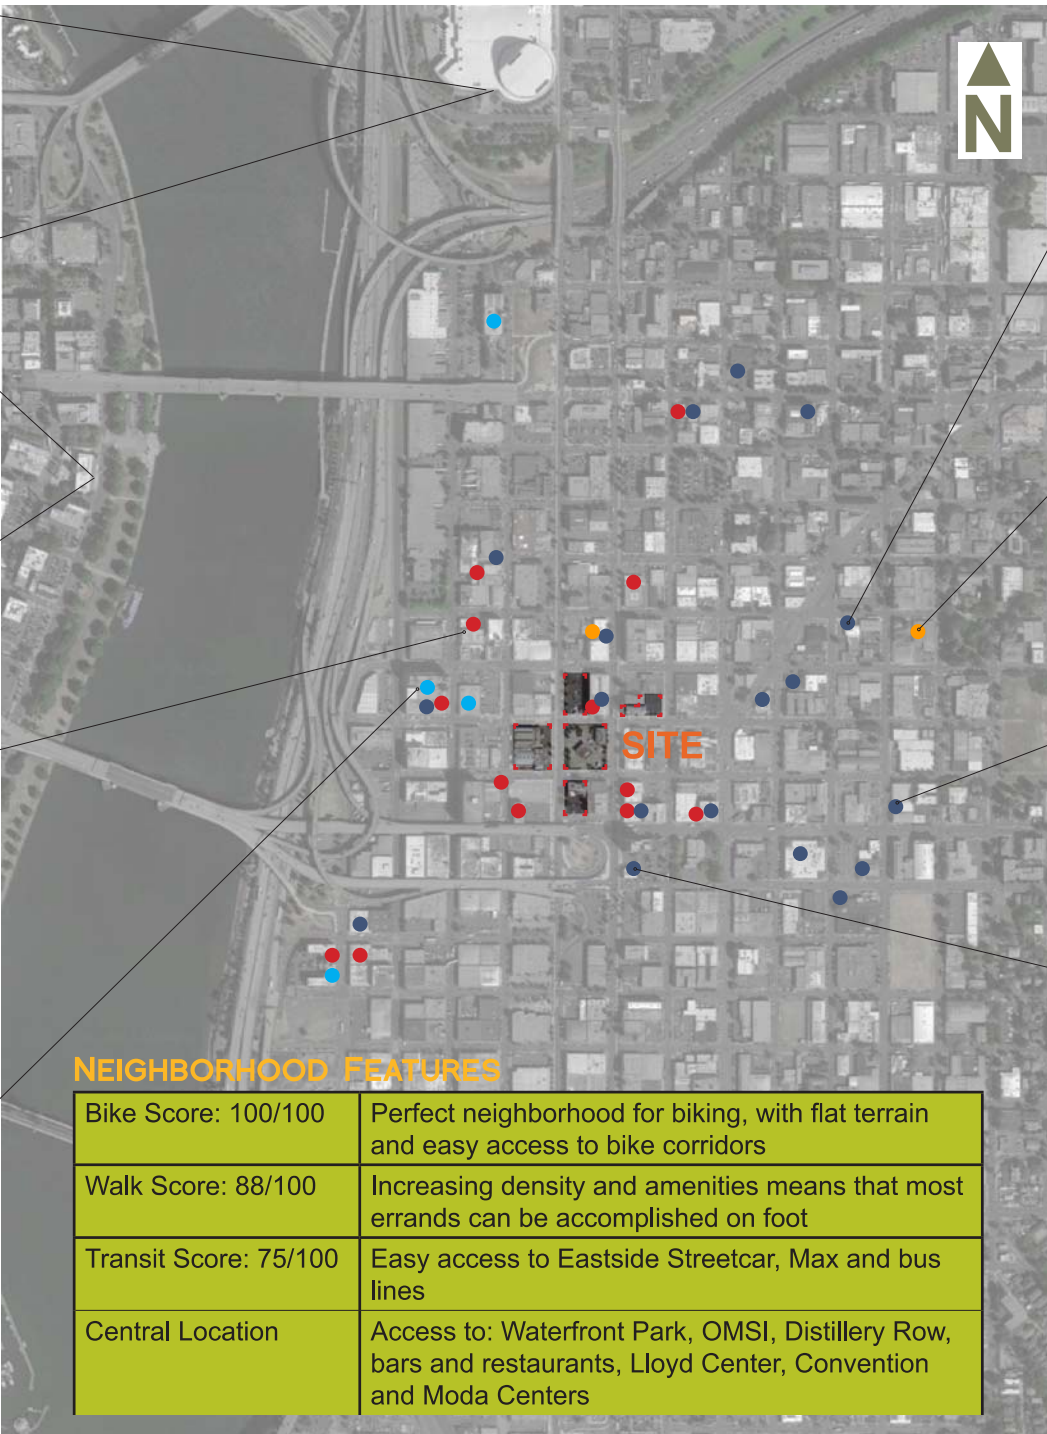 N
SITE
NEIGHBORHOOD FEATURES
Bike Score: 100/100
Perfect neighborhood for biking, with flat terrain
and easy access to bike corridors
Walk Score: 88/100
Increasing density and amenities means that most
errands can be accomplished on foot
Transit Score: 75/100
Easy access to Eastside Streetcar, Max and bus
lines
Central Location
Access to: Waterfront Park, OMSI, Distillery Row,
bars and restaurants, Lloyd Center, Convention
and Moda Centers